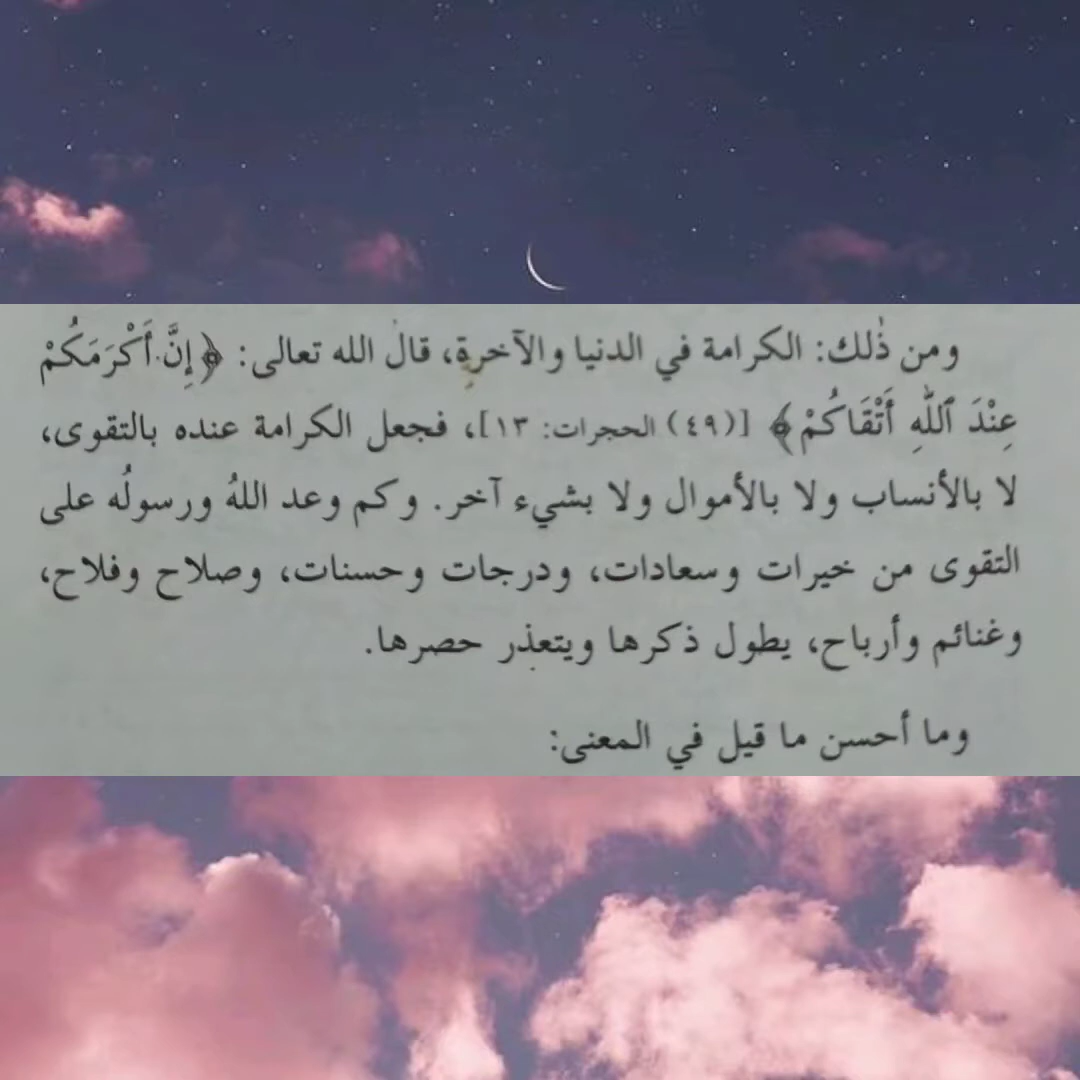 ومن ذٰلك: الكرامة في الدنيا والآخرةِ، قال الله تعالى: ﴿إِنَّ أَكْرَمَكُمْ
عِنْدَ ٱللّٰهِ أَتْقَاكُمْ﴾ [(٤٩) الحجرات: ١٣]، فجعل الكرامة عنده بالتقوى،
لا بالأنساب ولا بالأموال ولا بشيء آخر. وكم وعد اللهُ ورسولُه على
التقوى من خيرات وسعادات، ودرجات وحسنات، وصلاح وفلاح،
وغنائم وأرباح، يطول ذكرها ويتعذر حصرها.
وما أحسن ما قيل في المعنى: